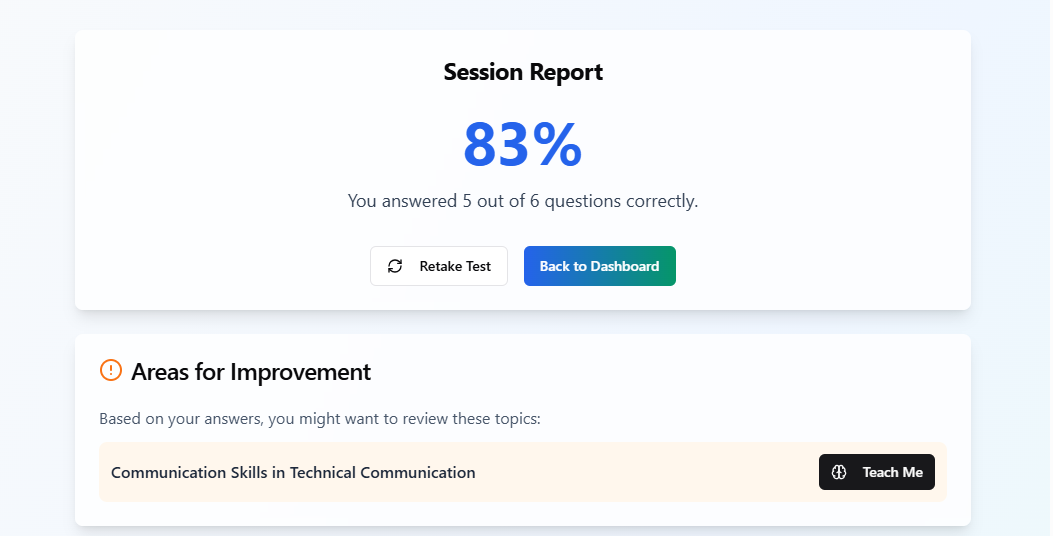 Session Report
83%
You answered 5 out of 6 questions correctly.
Retake Test
Back to Dashboard
Areas for Improvement
Based on your answers, you might want to review these topics:
Communication Skills in Technical Communication
Teach Me